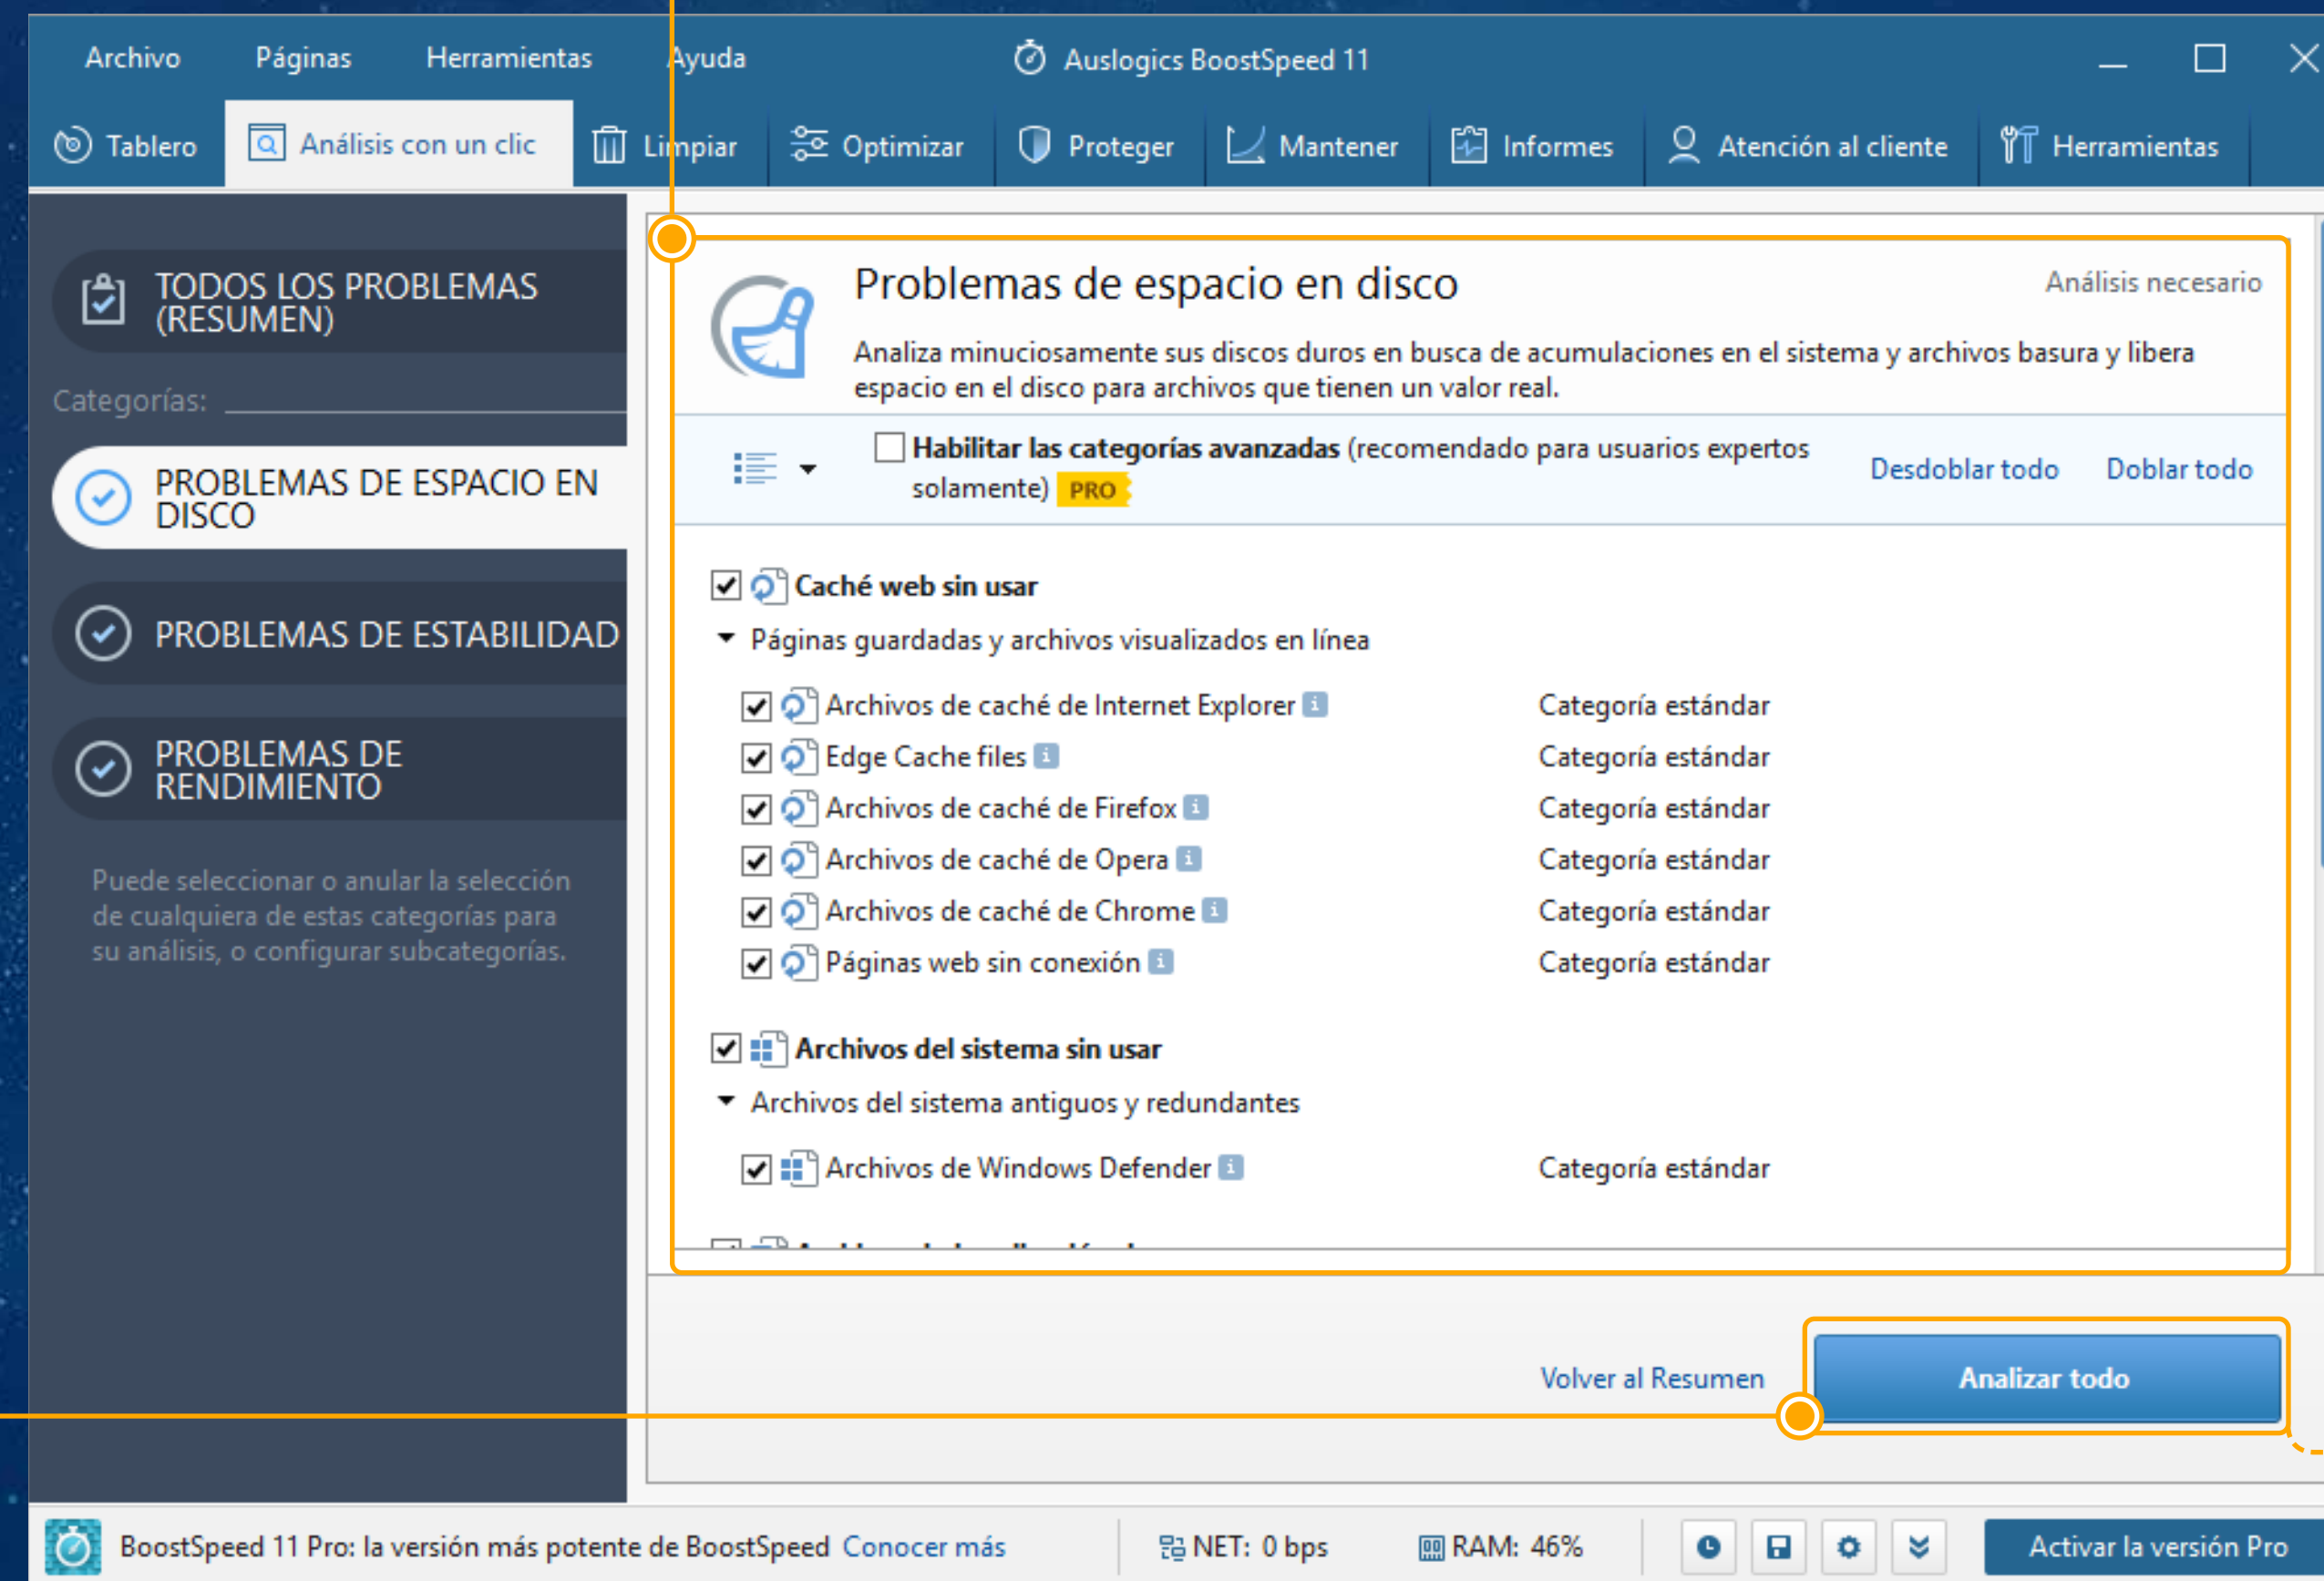 Archivo Páginas Herramientas Ayuda Auslogics BoostSpeed 11
Tablero Análisis con un clic Limpiar Optimizar Proteger Mantener Informes Atención al cliente Herramientas
TODOS LOS PROBLEMAS
(RESUMEN)
Categorías:
PROBLEMAS DE ESPACIO EN
DISCO
PROBLEMAS DE ESTABILIDAD
PROBLEMAS DE
RENDIMIENTO
Puede seleccionar o anular la selección
de cualquiera de estas categorías para
su análisis, o configurar subcategorías.
Problemas de espacio en disco
Análisis necesario
Analiza minuciosamente sus discos duros en busca de acumulaciones en el sistema y archivos basura y libera
espacio en el disco para archivos que tienen un valor real.
Habilitar las categorías avanzadas (recomendado para usuarios expertos
solamente) PRO
Desdoblar todo Doblar todo
Caché web sin usar
Páginas guardadas y archivos visualizados en línea
Archivos de caché de Internet Explorer Categoría estándar
Edge Cache files Categoría estándar
Archivos de caché de Firefox Categoría estándar
Archivos de caché de Opera Categoría estándar
Archivos de caché de Chrome Categoría estándar
Páginas web sin conexión Categoría estándar
Archivos del sistema sin usar
Archivos del sistema antiguos y redundantes
Archivos de Windows Defender Categoría estándar
Volver al Resumen Analizar todo
BoostSpeed 11 Pro: la versión más potente de BoostSpeed Conocer más NET: 0 bps RAM: 46% Activar la versión Pro